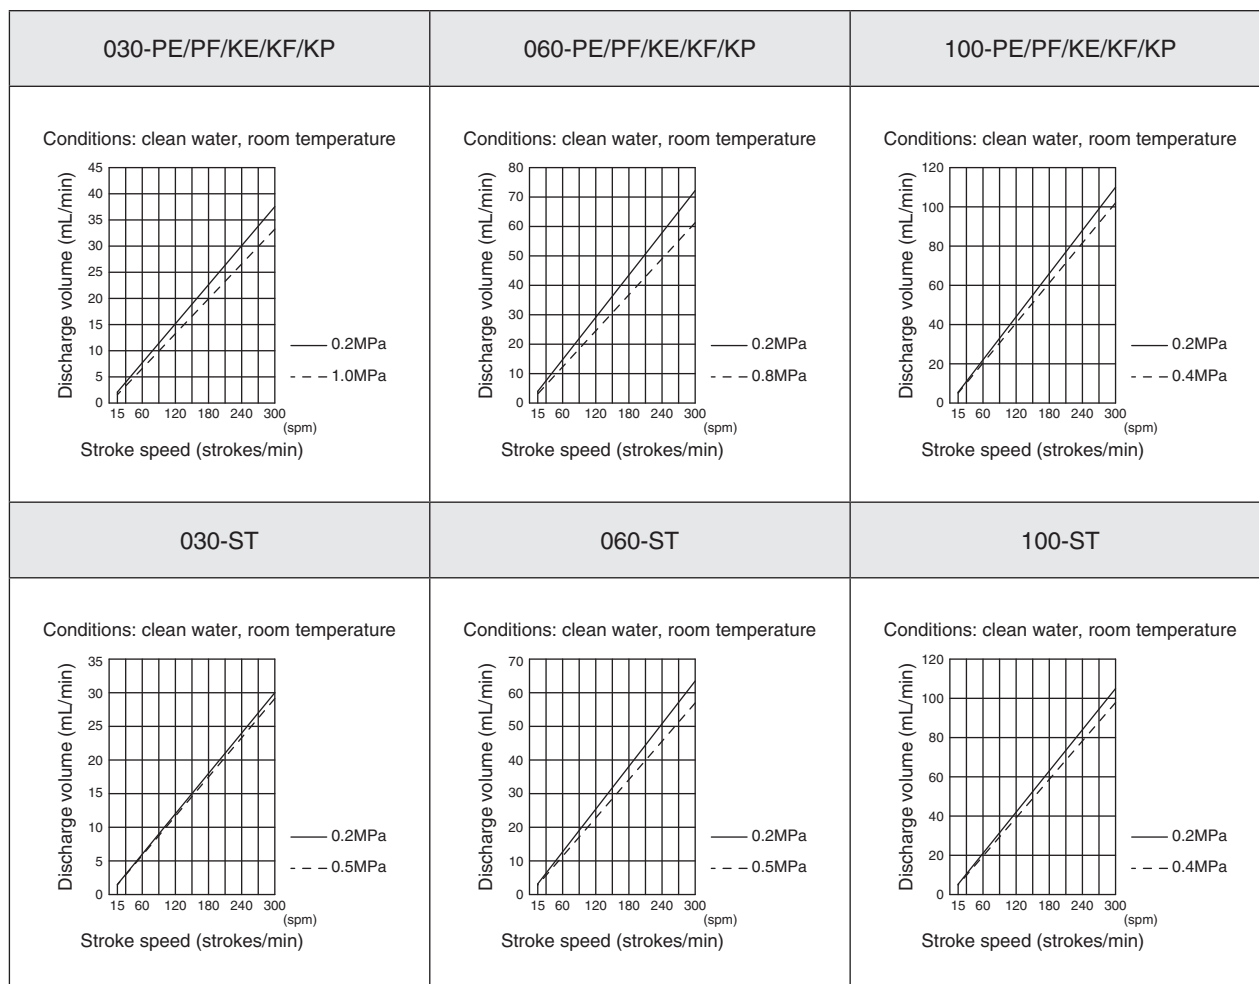 030-PE/PF/KE/KF/KP
060-PE/PF/KE/KF/KP
100-PE/PF/KE/KF/KP
Conditions: clean water, room temperature
Discharge volume (mL/min)
45
40
35
30
25
20
15
10
5
0
15 60 120 180 240 300
(spm)
Stroke speed (strokes/min)
0.2MPa
1.0MPa
Conditions: clean water, room temperature
Discharge volume (mL/min)
80
70
60
50
40
30
20
10
0
15 60 120 180 240 300
(spm)
Stroke speed (strokes/min)
0.2MPa
0.8MPa
Conditions: clean water, room temperature
Discharge volume (mL/min)
120
100
80
60
40
20
0
15 60 120 180 240 300
(spm)
Stroke speed (strokes/min)
0.2MPa
0.4MPa
030-ST
060-ST
100-ST
Conditions: clean water, room temperature
Discharge volume (mL/min)
35
30
25
20
15
10
5
0
15 60 120 180 240 300
(spm)
Stroke speed (strokes/min)
0.2MPa
0.5MPa
Conditions: clean water, room temperature
Discharge volume (mL/min)
70
60
50
40
30
20
10
0
15 60 120 180 240 300
(spm)
Stroke speed (strokes/min)
0.2MPa
0.5MPa
Conditions: clean water, room temperature
Discharge volume (mL/min)
120
100
80
60
40
20
0
15 60 120 180 240 300
(spm)
Stroke speed (strokes/min)
0.2MPa
0.4MPa